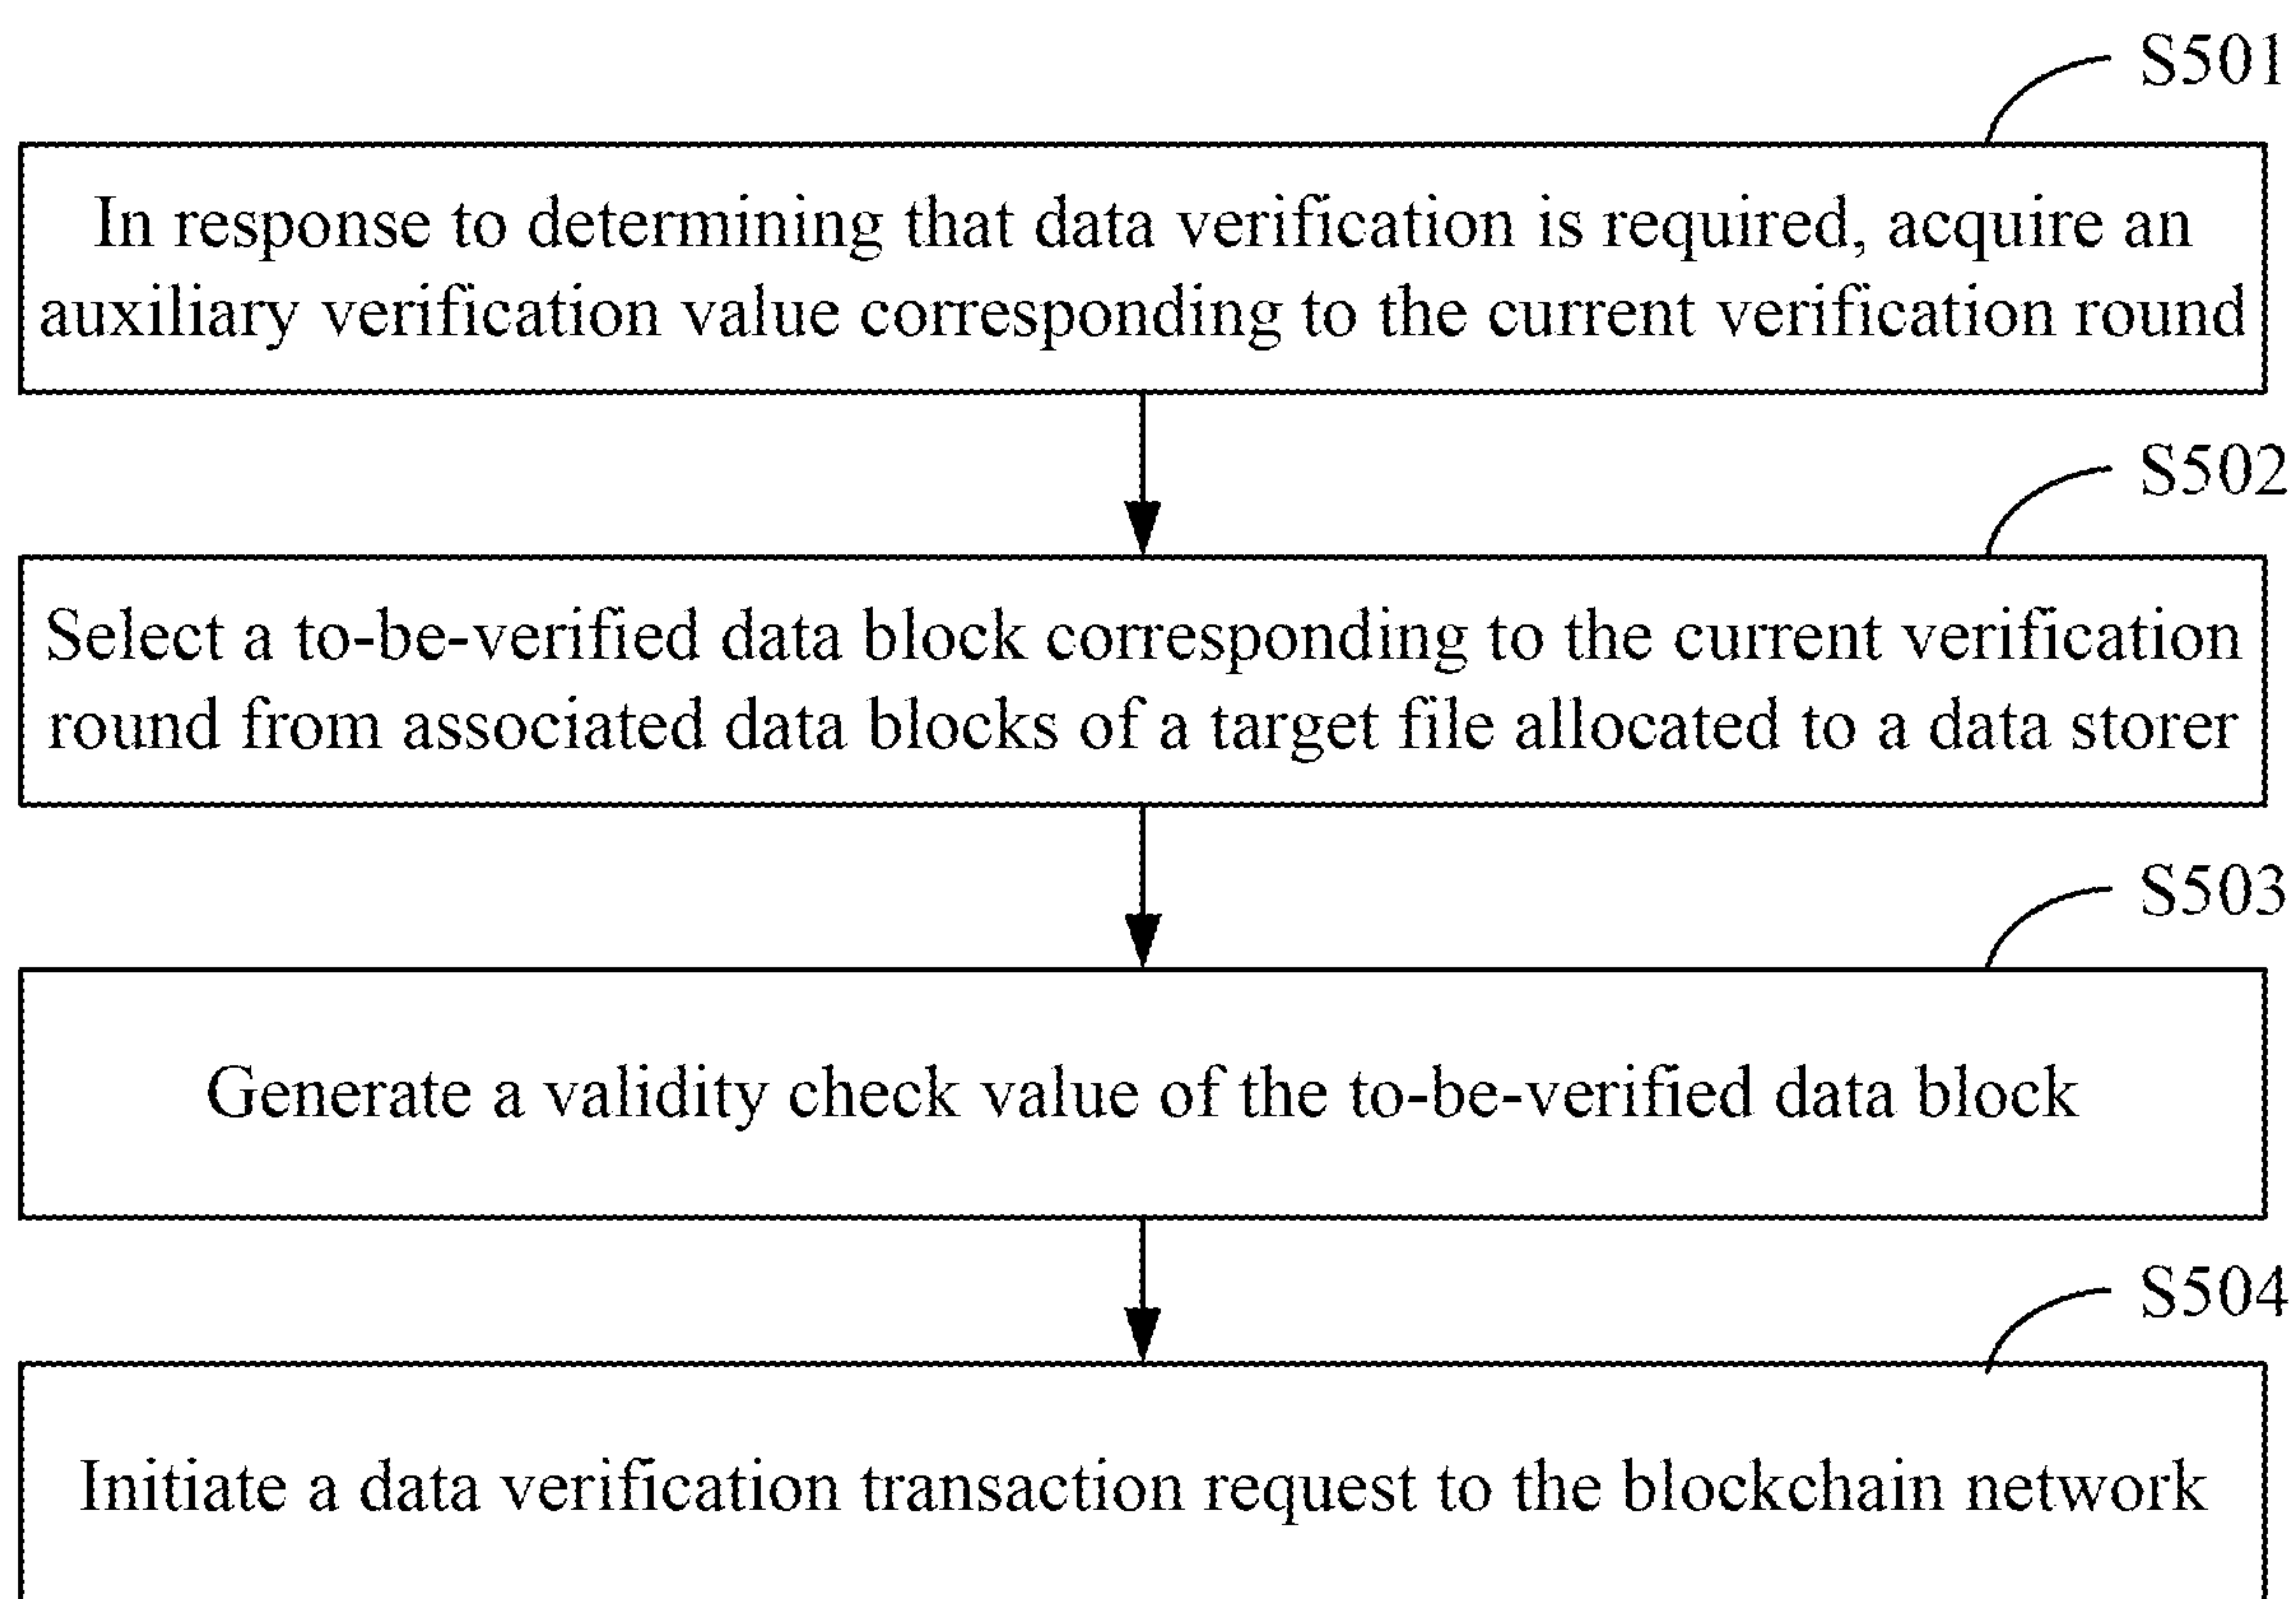 S501
In response to determining that data verification is required, acquire an
auxiliary verification value corresponding to the current verification round
S502
Select a to-be-verified data block corresponding to the current verification
round from associated data blocks of a target file allocated to a data storer
S503
Generate a validity check value of the to-be-verified data block
S504
Initiate a data verification transaction request to the blockchain network